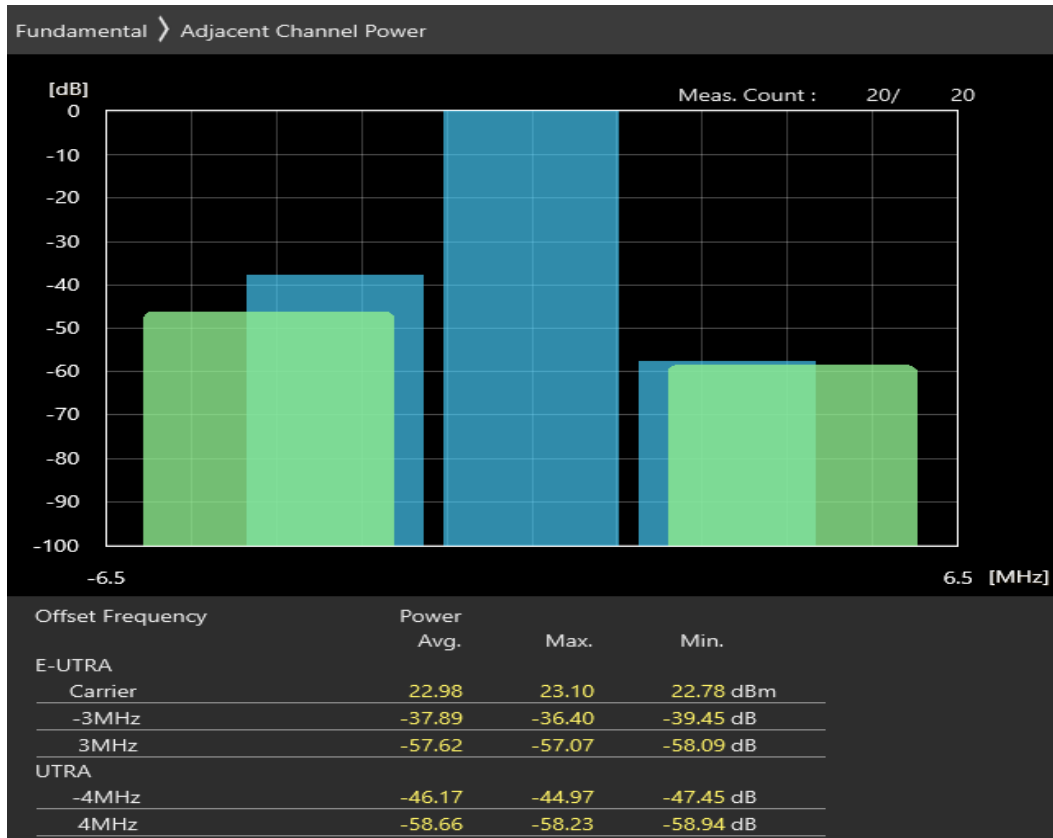 Fundamental 〉 Adjacent Channel Power
[dB]
Meas. Count : 20/ 20
0
-10
-20
-30
-40
-50
-60
-70
-80
-90
-100
-6.5 6.5 [MHz]
Offset Frequency Power
Avg. Max. Min.
E-UTRA
Carrier 22.98 23.10 22.78 dBm
-3MHz -37.89 -36.40 -39.45 dB
3MHz -57.62 -57.07 -58.09 dB
UTRA
-4MHz -46.17 -44.97 -47.45 dB
4MHz -58.66 -58.23 -58.94 dB